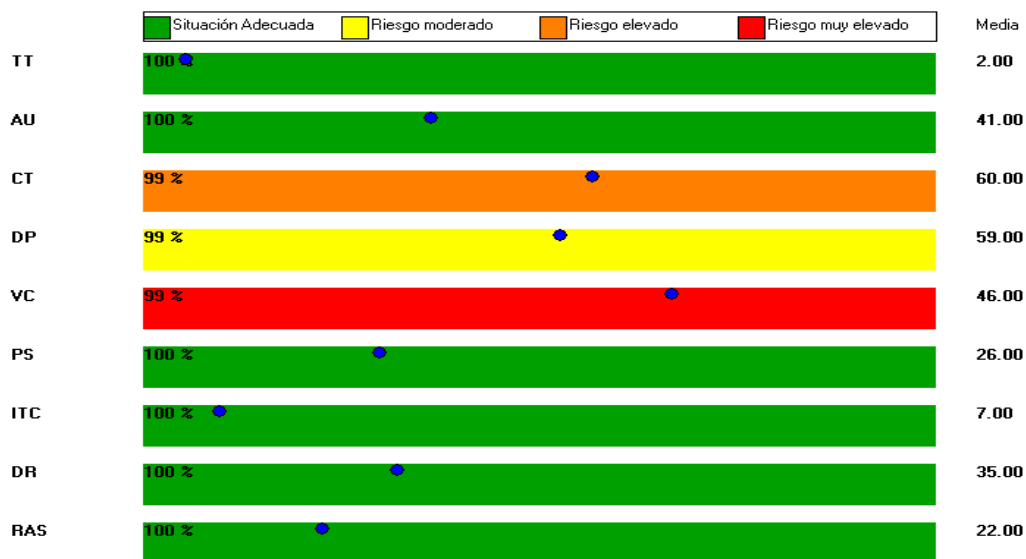 Situación Adecuada Riesgo moderado Riesgo elevado Riesgo muy elevado Media
TT 100 % 2.00
AU 100 % 41.00
CT 99 % 60.00
DP 99 % 59.00
VC 99 % 46.00
PS 100 % 26.00
ITC 100 % 7.00
DR 100 % 35.00
RAS 100 % 22.00